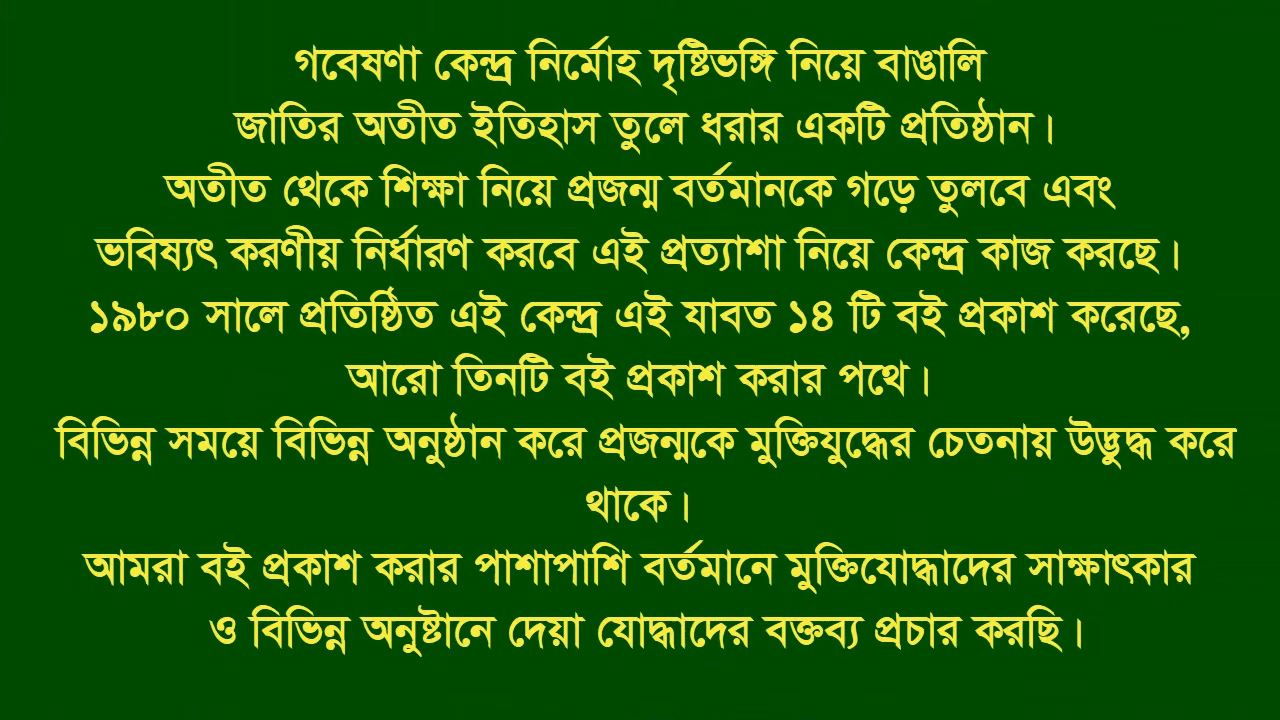 গবেষণা কেন্দ্র নির্মোহ দৃষ্টিভঙ্গি নিয়ে বাঙালি
জাতির অতীত ইতিহাস তুলে ধরার একটি প্রতিষ্ঠান।
অতীত থেকে শিক্ষা নিয়ে প্রজন্ম বর্তমানকে গড়ে তুলবে এবং
ভবিষ্যৎ করণীয় নির্ধারণ করবে এই প্রত্যাশা নিয়ে কেন্দ্র কাজ করছে।
১৯৮০ সালে প্রতিষ্ঠিত এই কেন্দ্র এই যাবত ১৪ টি বই প্রকাশ করেছে,
আরো তিনটি বই প্রকাশ করার পথে।
বিভিন্ন সময়ে বিভিন্ন অনুষ্ঠান করে প্রজন্মকে মুক্তিযুদ্ধের চেতনায় উদ্ভুদ্ধ করে
থাকে।
আমরা বই প্রকাশ করার পাশাপাশি বর্তমানে মুক্তিযোদ্ধাদের সাক্ষাৎকার
ও বিভিন্ন অনুষ্টানে দেয়া যোদ্ধাদের বক্তব্য প্রচার করছি।